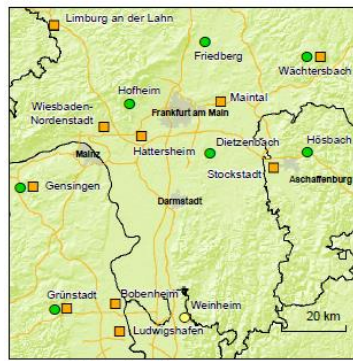 Limburg an der Lahn
Friedberg
Wächtersbach
Hofheim
Maintal
Wiesbaden-
Nordenstadt
Frankfurt am Main
Hattersheim
Dietzenbach
Hösbach
Mainz
Stockstadt
Aschaffenburg
Gensingen
Darmstadt
Grünstadt
Bobenheim
Weinheim
20 km
Ludwigshafen